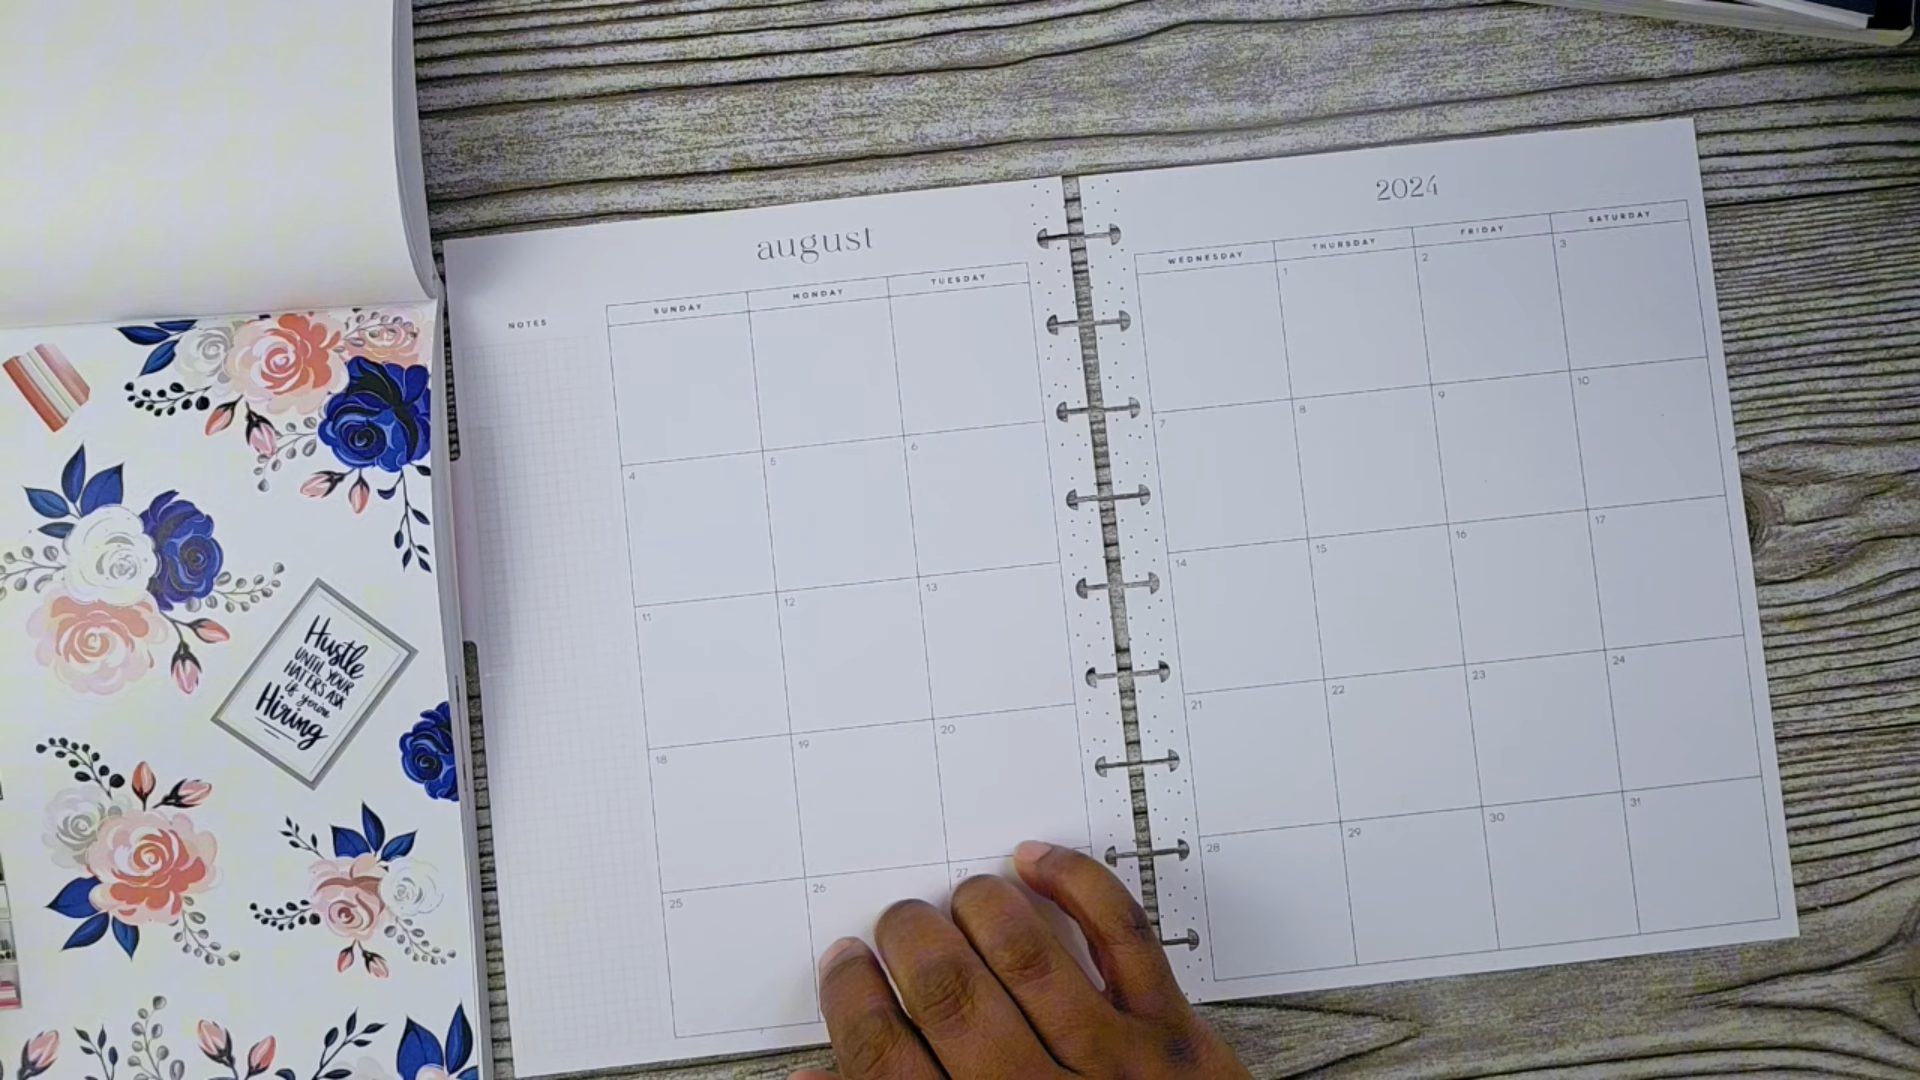 Hustle
UNTIL YOUR
HATERS ASK
if you're
Hiring
august
NOTES
SUNDAY MONDAY TUESDAY
4 5 6
11 12 13
18 19 20
25 26 27
2024
WEDNESDAY THURSDAY FRIDAY SATURDAY
1 2 3
7 8 9 10
14 15 16 17
21 22 23 24
28 29 30 31